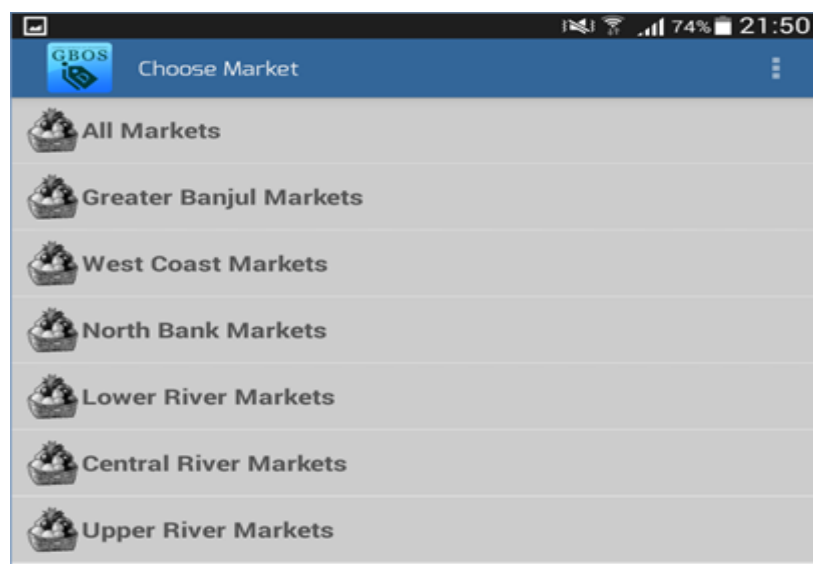 74% 21:50
GBOS
Choose Market
All Markets
Greater Banjul Markets
West Coast Markets
North Bank Markets
Lower River Markets
Central River Markets
Upper River Markets